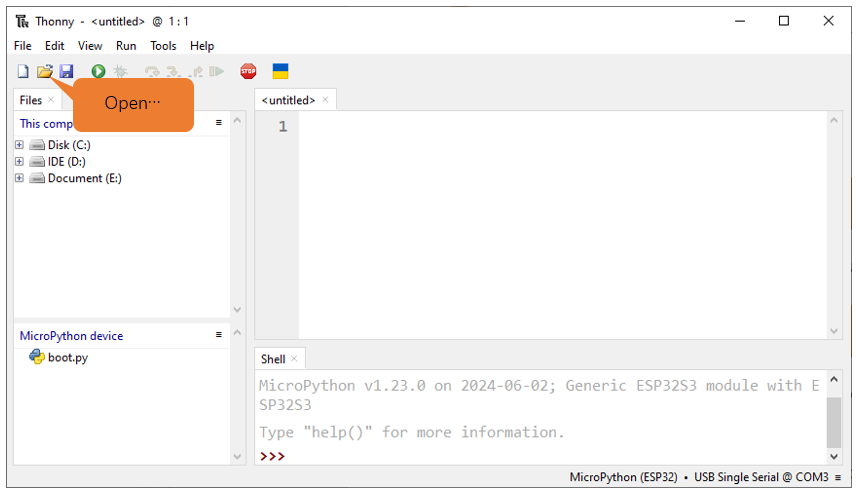 Thonny - <untitled> @ 1 : 1
File Edit View Run Tools Help
STOP
Open…
Files
<untitled>
This comp
1
Disk (C:)
IDE (D:)
Document (E:)
MicroPython device
boot.py
Shell
MicroPython v1.23.0 on 2024-06-02; Generic ESP32S3 module with E
SP32S3
Type "help()" for more information.
>>>
MicroPython (ESP32) • USB Single Serial @ COM3 ≡